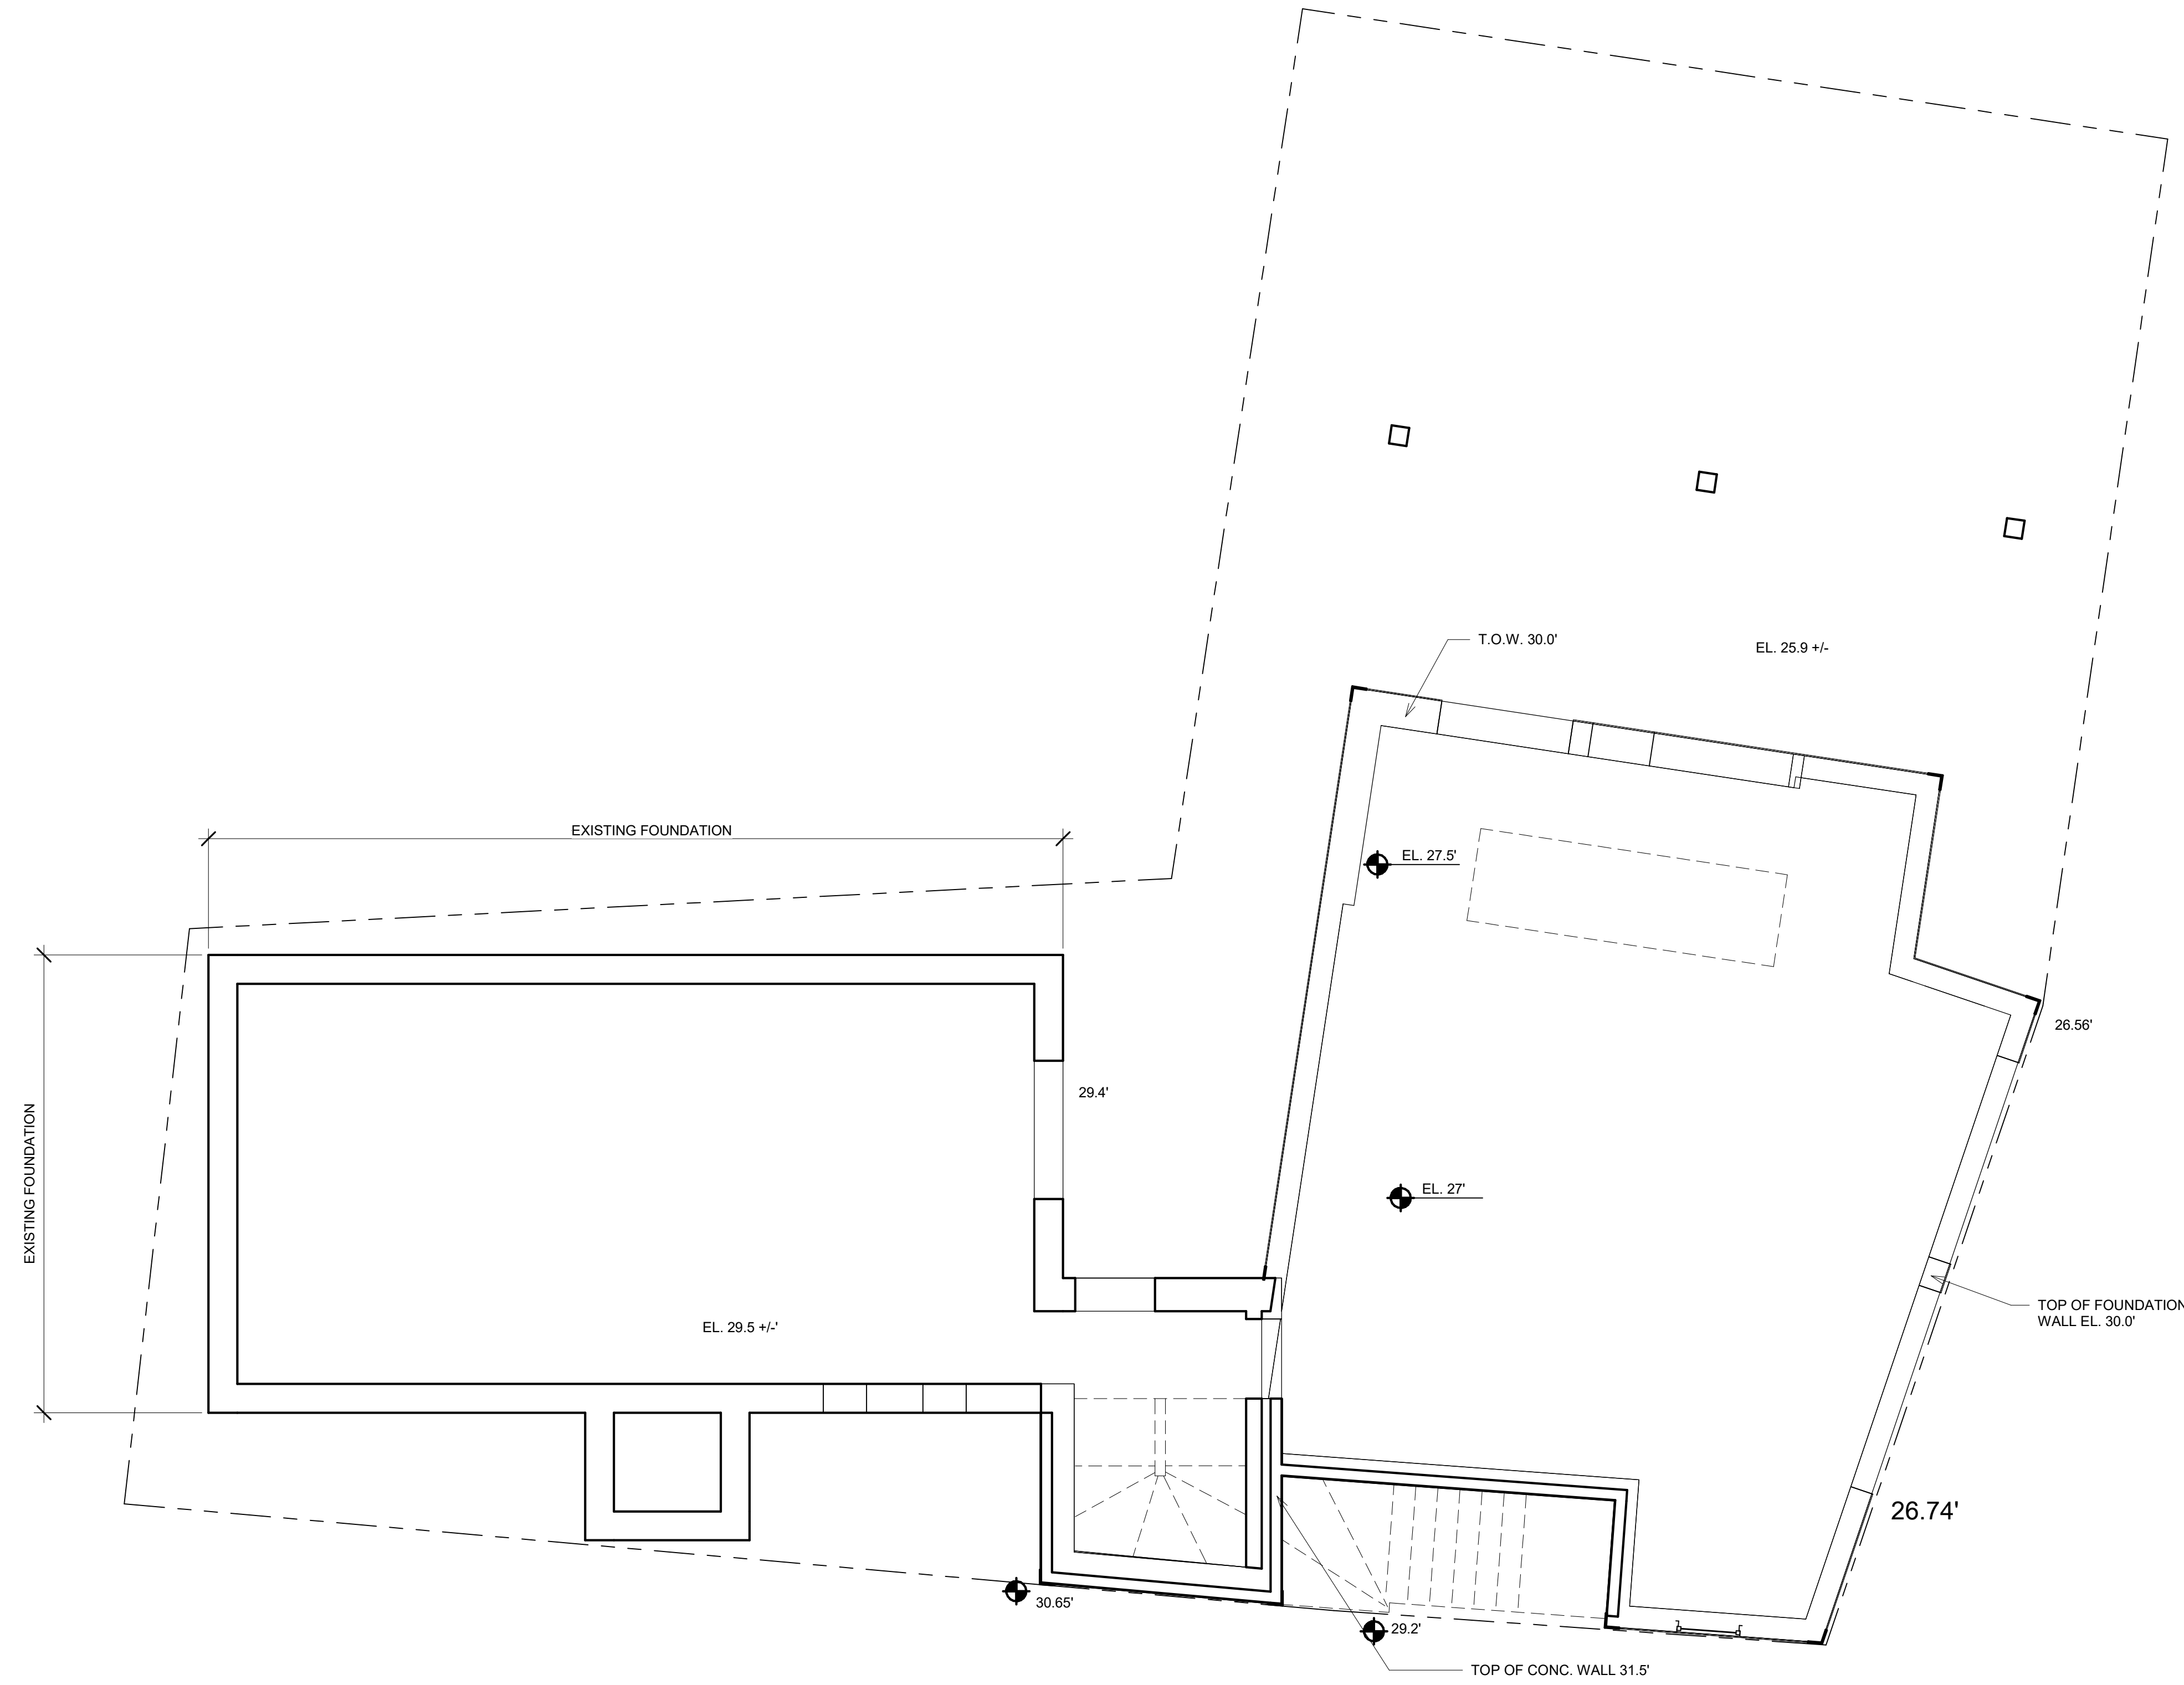 T.O.W. 30.0'
EL. 25.9 +/-
EXISTING FOUNDATION
EL. 27.5'
26.56'
29.4'
EXISTING FOUNDATION
EL. 27'
TOP OF FOUNDATION
WALL EL. 30.0'
EL. 29.5 +/-'
26.74'
30.65'
29.2'
TOP OF CONC. WALL 31.5'